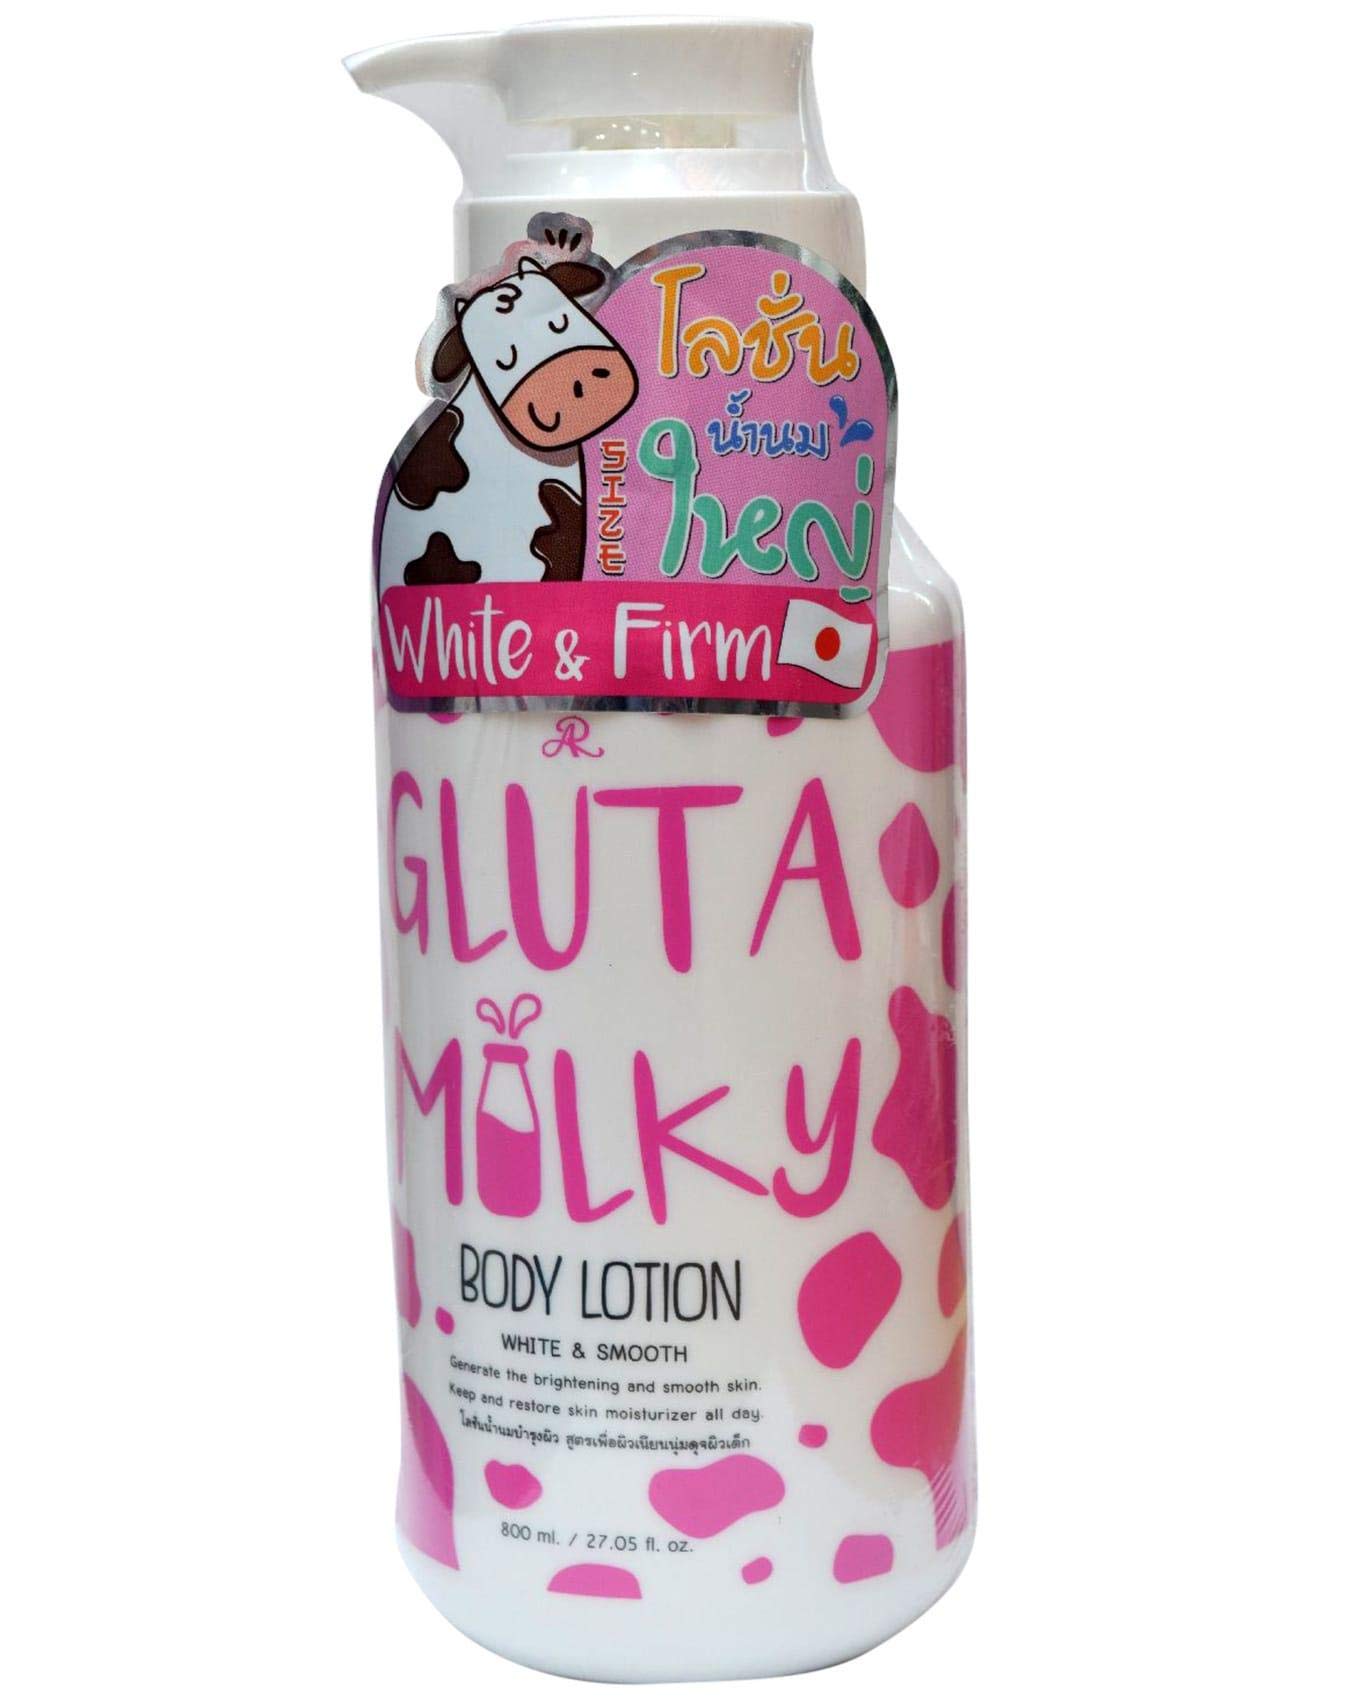 โลชั่น
น้ำนม
SIZE
ใหญ่
White & Firm
AR
GLUTA
MILKY
BODY LOTION
WHITE & SMOOTH
Generate the brightening and smooth skin.
Keep and restore skin moisturizer all day.
โลชั่นน้ำนมบำรุงผิว สูตรเพื่อผิวเนียนนุ่มดุจผิวเด็ก
800 ml. / 27.05 fl. oz.